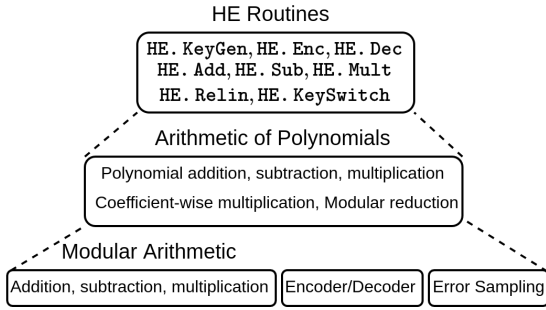 HE Routines
HE.KeyGen, HE.Enc, HE.Dec
HE.Add, HE.Sub, HE.Mult
HE.Relin, HE.KeySwitch
Arithmetic of Polynomials
Polynomial addition, subtraction, multiplication
Coefficient-wise multiplication, Modular reduction
Modular Arithmetic
Addition, subtraction, multiplication
Encoder/Decoder
Error Sampling